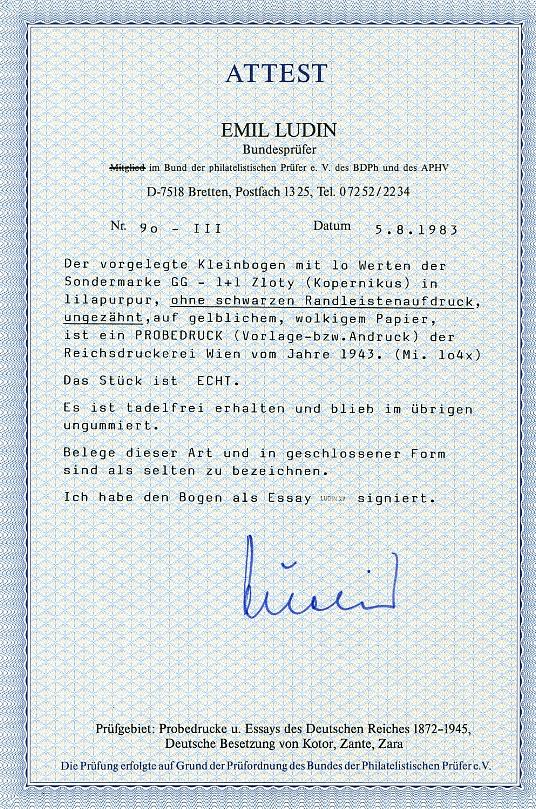 ATTEST
EMIL LUDIN
Bundesprüfer
Mitglied im Bund der philatelistischen Prüfer e. V. des BDPh und des APHV
D-7518 Bretten, Postfach 1325, Tel. 07252/2234
Nr. 9o - III Datum 5.8.1983
Der vorgelegte Kleinbogen mit lo Werten der
Sondermarke GG - l+l Zloty (Kopernikus) in
lilapurpur, ohne schwarzen Randleistenaufdruck,
ungezähnt,auf gelblichem, wolkigem Papier,
ist ein PROBEDRUCK (Vorlage-bzw.Andruck) der
Reichsdruckerei Wien vom Jahre 1943. (Mi. lo4x)
Das Stück ist ECHT.
Es ist tadelfrei erhalten und blieb im übrigen
ungummiert.
Belege dieser Art und in geschlossener Form
sind als selten zu bezeichnen.
Ich habe den Bogen als Essay signiert.
Prüfgebiet: Probedrucke u. Essays des Deutschen Reiches 1872-1945,
Deutsche Besetzung von Kotor, Zante, Zara
Die Prüfung erfolgte auf Grund der Prüfordnung des Bundes der Philatelistischen Prüfer e.V.